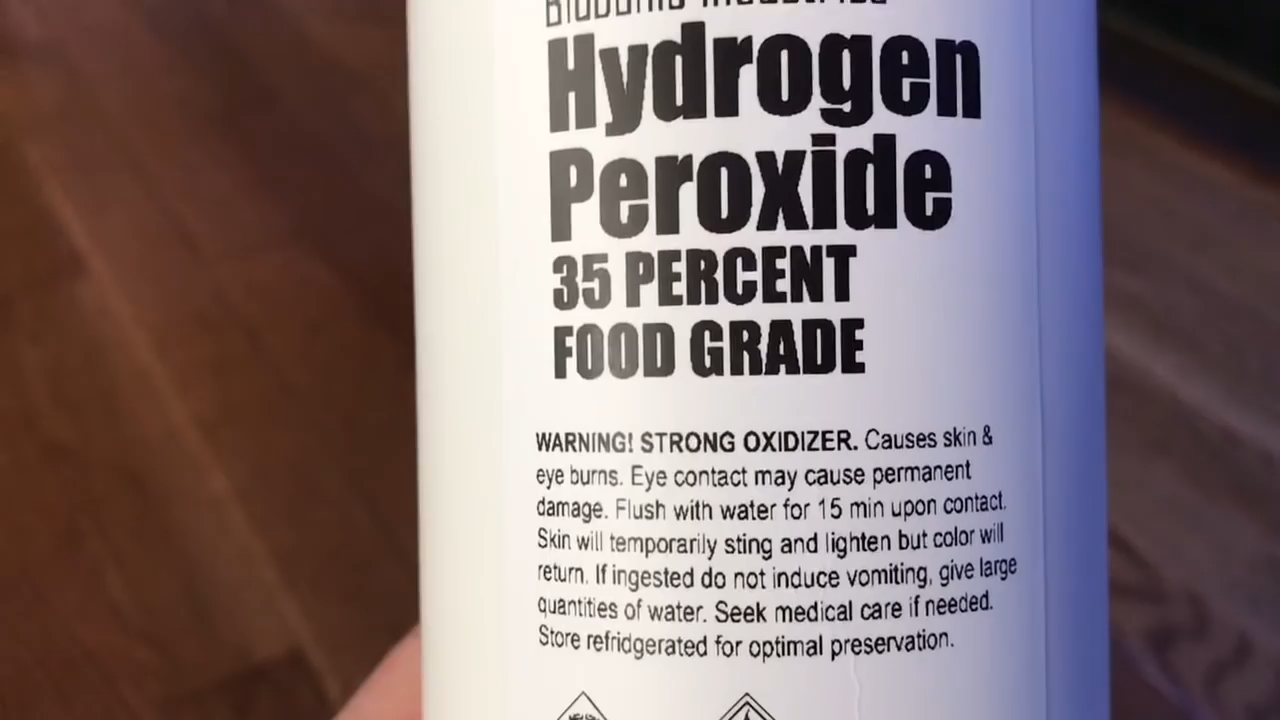 Hydrogen
Peroxide
35 PERCENT
FOOD GRADE
WARNING! STRONG OXIDIZER. Causes skin &
eye burns. Eye contact may cause permanent
damage. Flush with water for 15 min upon contact.
Skin will temporarily sting and lighten but color will
return. If ingested do not induce vomiting, give large
quantities of water. Seek medical care if needed.
Store refridgerated for optimal preservation.